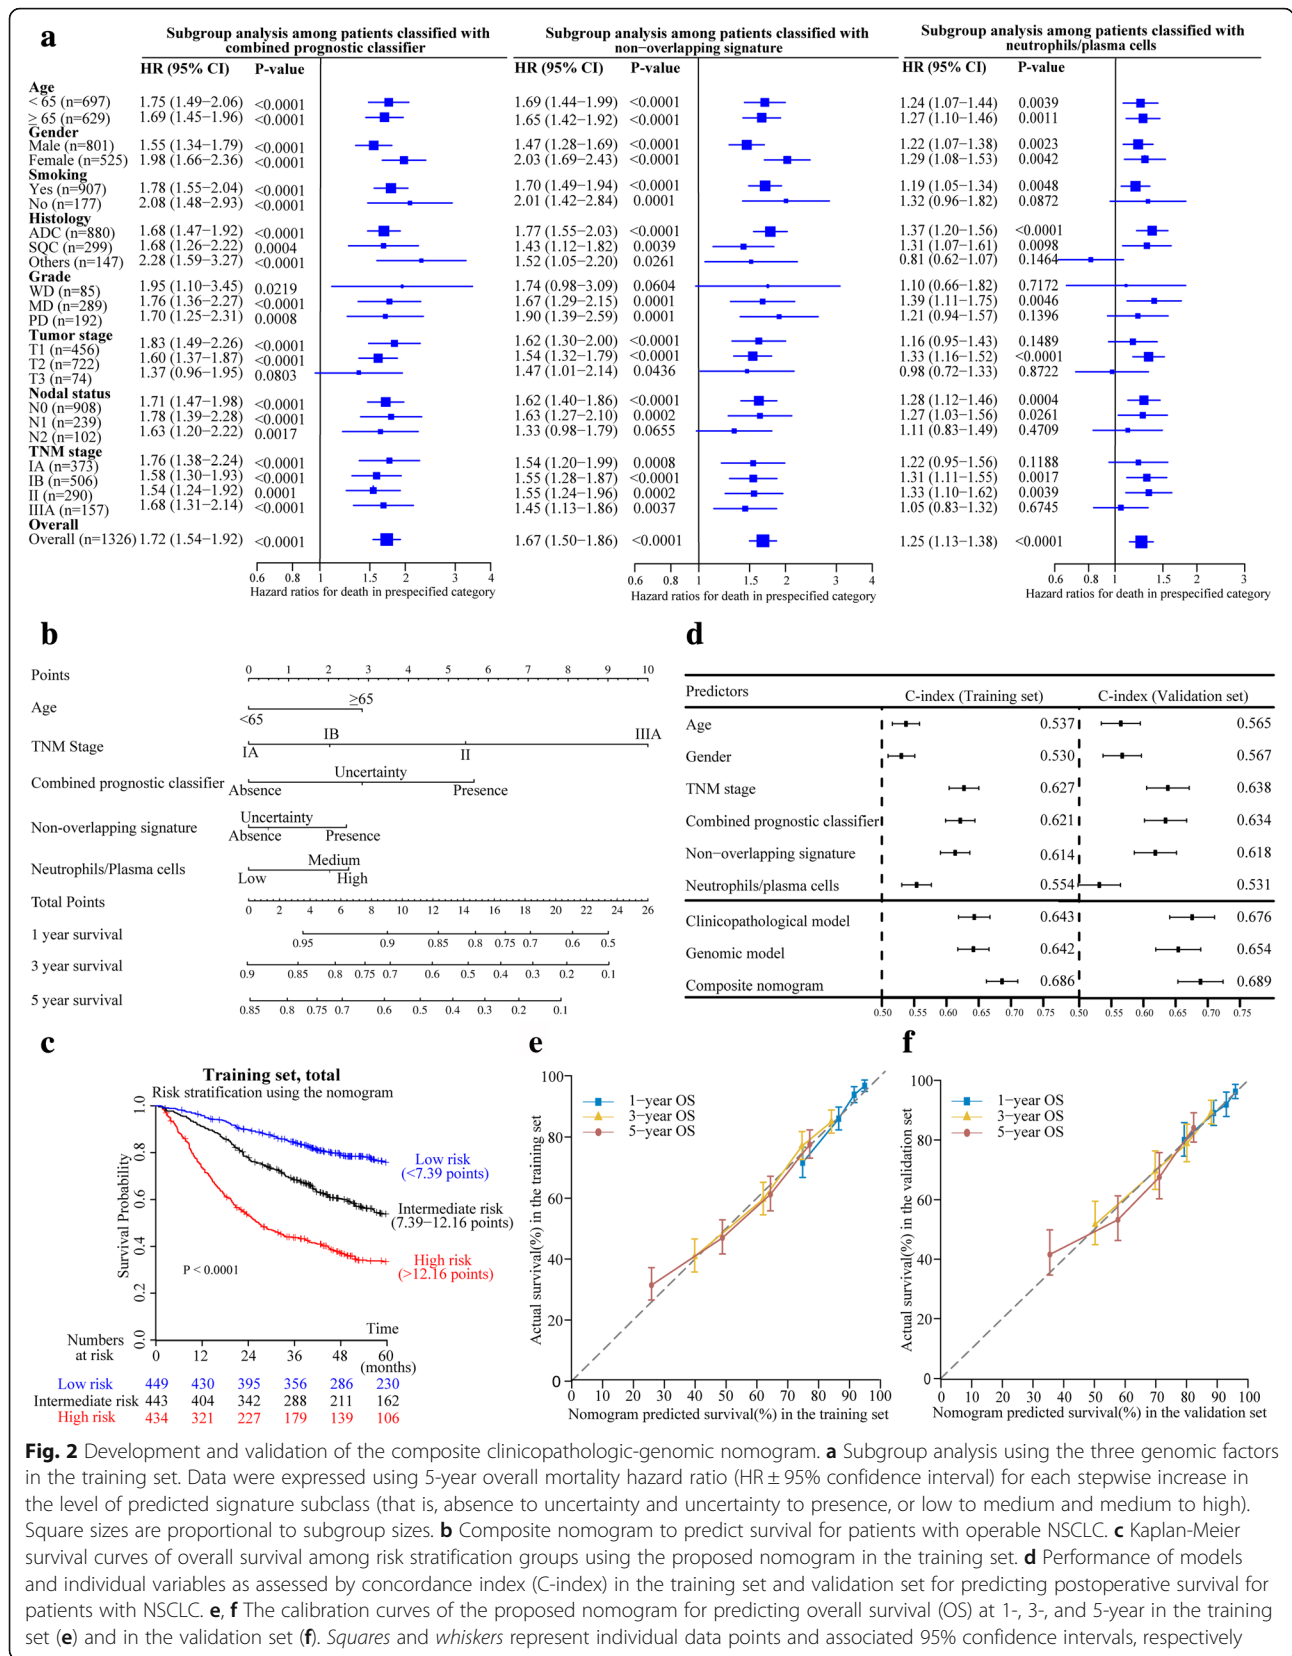 a
Subgroup analysis among patients classified with
combined prognostic classifier
Subgroup analysis among patients classified with
non−overlapping signature
Subgroup analysis among patients classified with
neutrophils/plasma cells
HR (95% CI) P-value HR (95% CI) P-value HR (95% CI) P-value
Age
< 65 (n=697) 1.75 (1.49−2.06) <0.0001 1.69 (1.44−1.99) <0.0001 1.24 (1.07−1.44) 0.0039
≥ 65 (n=629) 1.69 (1.45−1.96) <0.0001 1.65 (1.42−1.92) <0.0001 1.27 (1.10−1.46) 0.0011
Gender
Male (n=801) 1.55 (1.34−1.79) <0.0001 1.47 (1.28−1.69) <0.0001 1.22 (1.07−1.38) 0.0023
Female (n=525) 1.98 (1.66−2.36) <0.0001 2.03 (1.69−2.43) <0.0001 1.29 (1.08−1.53) 0.0042
Smoking
Yes (n=907) 1.78 (1.55−2.04) <0.0001 1.70 (1.49−1.94) <0.0001 1.19 (1.05−1.34) 0.0048
No (n=177) 2.08 (1.48−2.93) <0.0001 2.01 (1.42−2.84) 0.0001 1.32 (0.96−1.82) 0.0872
Histology
ADC (n=880) 1.68 (1.47−1.92) <0.0001 1.77 (1.55−2.03) <0.0001 1.37 (1.20−1.56) <0.0001
SQC (n=299) 1.68 (1.26−2.22) 0.0004 1.43 (1.12−1.82) 0.0039 1.31 (1.07−1.61) 0.0098
Others (n=147) 2.28 (1.59−3.27) <0.0001 1.52 (1.05−2.20) 0.0261 0.81 (0.62−1.07) 0.1464
Grade
WD (n=85) 1.95 (1.10−3.45) 0.0219 1.74 (0.98−3.09) 0.0604 1.10 (0.66−1.82) 0.7172
MD (n=289) 1.76 (1.36−2.27) <0.0001 1.67 (1.29−2.15) 0.0001 1.39 (1.11−1.75) 0.0046
PD (n=192) 1.70 (1.25−2.31) 0.0008 1.90 (1.39−2.59) 0.0001 1.21 (0.94−1.57) 0.1396
Tumor stage
T1 (n=456) 1.83 (1.49−2.26) <0.0001 1.62 (1.30−2.00) <0.0001 1.16 (0.95−1.43) 0.1489
T2 (n=722) 1.60 (1.37−1.87) <0.0001 1.54 (1.32−1.79) <0.0001 1.33 (1.16−1.52) <0.0001
T3 (n=74) 1.37 (0.96−1.95) 0.0803 1.47 (1.01−2.14) 0.0436 0.98 (0.72−1.33) 0.8722
Nodal status
N0 (n=908) 1.71 (1.47−1.98) <0.0001 1.62 (1.40−1.86) <0.0001 1.28 (1.12−1.46) 0.0004
N1 (n=239) 1.78 (1.39−2.28) <0.0001 1.63 (1.27−2.10) 0.0002 1.27 (1.03−1.56) 0.0261
N2 (n=102) 1.63 (1.20−2.22) 0.0017 1.33 (0.98−1.79) 0.0655 1.11 (0.83−1.49) 0.4709
TNM stage
IA (n=373) 1.76 (1.38−2.24) <0.0001 1.54 (1.20−1.99) 0.0008 1.22 (0.95−1.56) 0.1188
IB (n=506) 1.58 (1.30−1.93) <0.0001 1.55 (1.28−1.87) <0.0001 1.31 (1.11−1.55) 0.0017
II (n=290) 1.54 (1.24−1.92) 0.0001 1.55 (1.24−1.96) 0.0002 1.33 (1.10−1.62) 0.0039
IIIA (n=157) 1.68 (1.31−2.14) <0.0001 1.45 (1.13−1.86) 0.0037 1.05 (0.83−1.32) 0.6745
Overall
Overall (n=1326) 1.72 (1.54−1.92) <0.0001 1.67 (1.50−1.86) <0.0001 1.25 (1.13−1.38) <0.0001
0.6 0.8 1 1.5 2 3 4 0.6 0.8 1 1.5 2 3 4 0.6 0.8 1 1.5 2 3
Hazard ratios for death in prespecified category Hazard ratios for death in prespecified category Hazard ratios for death in prespecified category
b
Points 0 1 2 3 4 5 6 7 8 9 10
Age <65 ≥65
TNM Stage IA IB II IIIA
Combined prognostic classifier Absence Uncertainty Presence
Non-overlapping signature Absence Uncertainty Presence
Neutrophils/Plasma cells Low Medium High
Total Points 0 2 4 6 8 10 12 14 16 18 20 22 24 26
1 year survival 0.95 0.9 0.85 0.8 0.75 0.7 0.6 0.5
3 year survival 0.9 0.85 0.8 0.75 0.7 0.6 0.5 0.4 0.3 0.2 0.1
5 year survival 0.85 0.8 0.75 0.7 0.6 0.5 0.4 0.3 0.2 0.1
d
Predictors C-index (Training set) C-index (Validation set)
Age 0.537 0.565
Gender 0.530 0.567
TNM stage 0.627 0.638
Combined prognostic classifier 0.621 0.634
Non−overlapping signature 0.614 0.618
Neutrophils/plasma cells 0.554 0.531
Clinicopathological model 0.643 0.676
Genomic model 0.642 0.654
Composite nomogram 0.686 0.689
0.50 0.55 0.60 0.65 0.70 0.75 0.50 0.55 0.60 0.65 0.70 0.75
c
Training set, total
Risk stratification using the nomogram
Survival Probability
1.0
0.8
0.6
0.4
0.2
0.0
Low risk
(<7.39 points)
Intermediate risk
(7.39−12.16 points)
High risk
(>12.16 points)
P < 0.0001
Time
(months)
Numbers
at risk
0 12 24 36 48 60
Low risk 449 430 395 356 286 230
Intermediate risk 443 404 342 288 211 162
High risk 434 321 227 179 139 106
e
Actual survival(%) in the training set
100
80
60
40
20
0
1−year OS
3−year OS
5−year OS
0 10 20 30 40 50 60 70 80 90 100
Nomogram predicted survival(%) in the training set
f
Actual survival(%) in the validation set
100
80
60
40
20
0
1−year OS
3−year OS
5−year OS
0 10 20 30 40 50 60 70 80 90 100
Nomogram predicted survival(%) in the validation set
Fig. 2 Development and validation of the composite clinicopathologic-genomic nomogram. a Subgroup analysis using the three genomic factors
in the training set. Data were expressed using 5-year overall mortality hazard ratio (HR ± 95% confidence interval) for each stepwise increase in
the level of predicted signature subclass (that is, absence to uncertainty and uncertainty to presence, or low to medium and medium to high).
Square sizes are proportional to subgroup sizes. b Composite nomogram to predict survival for patients with operable NSCLC. c Kaplan-Meier
survival curves of overall survival among risk stratification groups using the proposed nomogram in the training set. d Performance of models
and individual variables as assessed by concordance index (C-index) in the training set and validation set for predicting postoperative survival for
patients with NSCLC. e, f The calibration curves of the proposed nomogram for predicting overall survival (OS) at 1-, 3-, and 5-year in the training
set (e) and in the validation set (f). Squares and whiskers represent individual data points and associated 95% confidence intervals, respectively